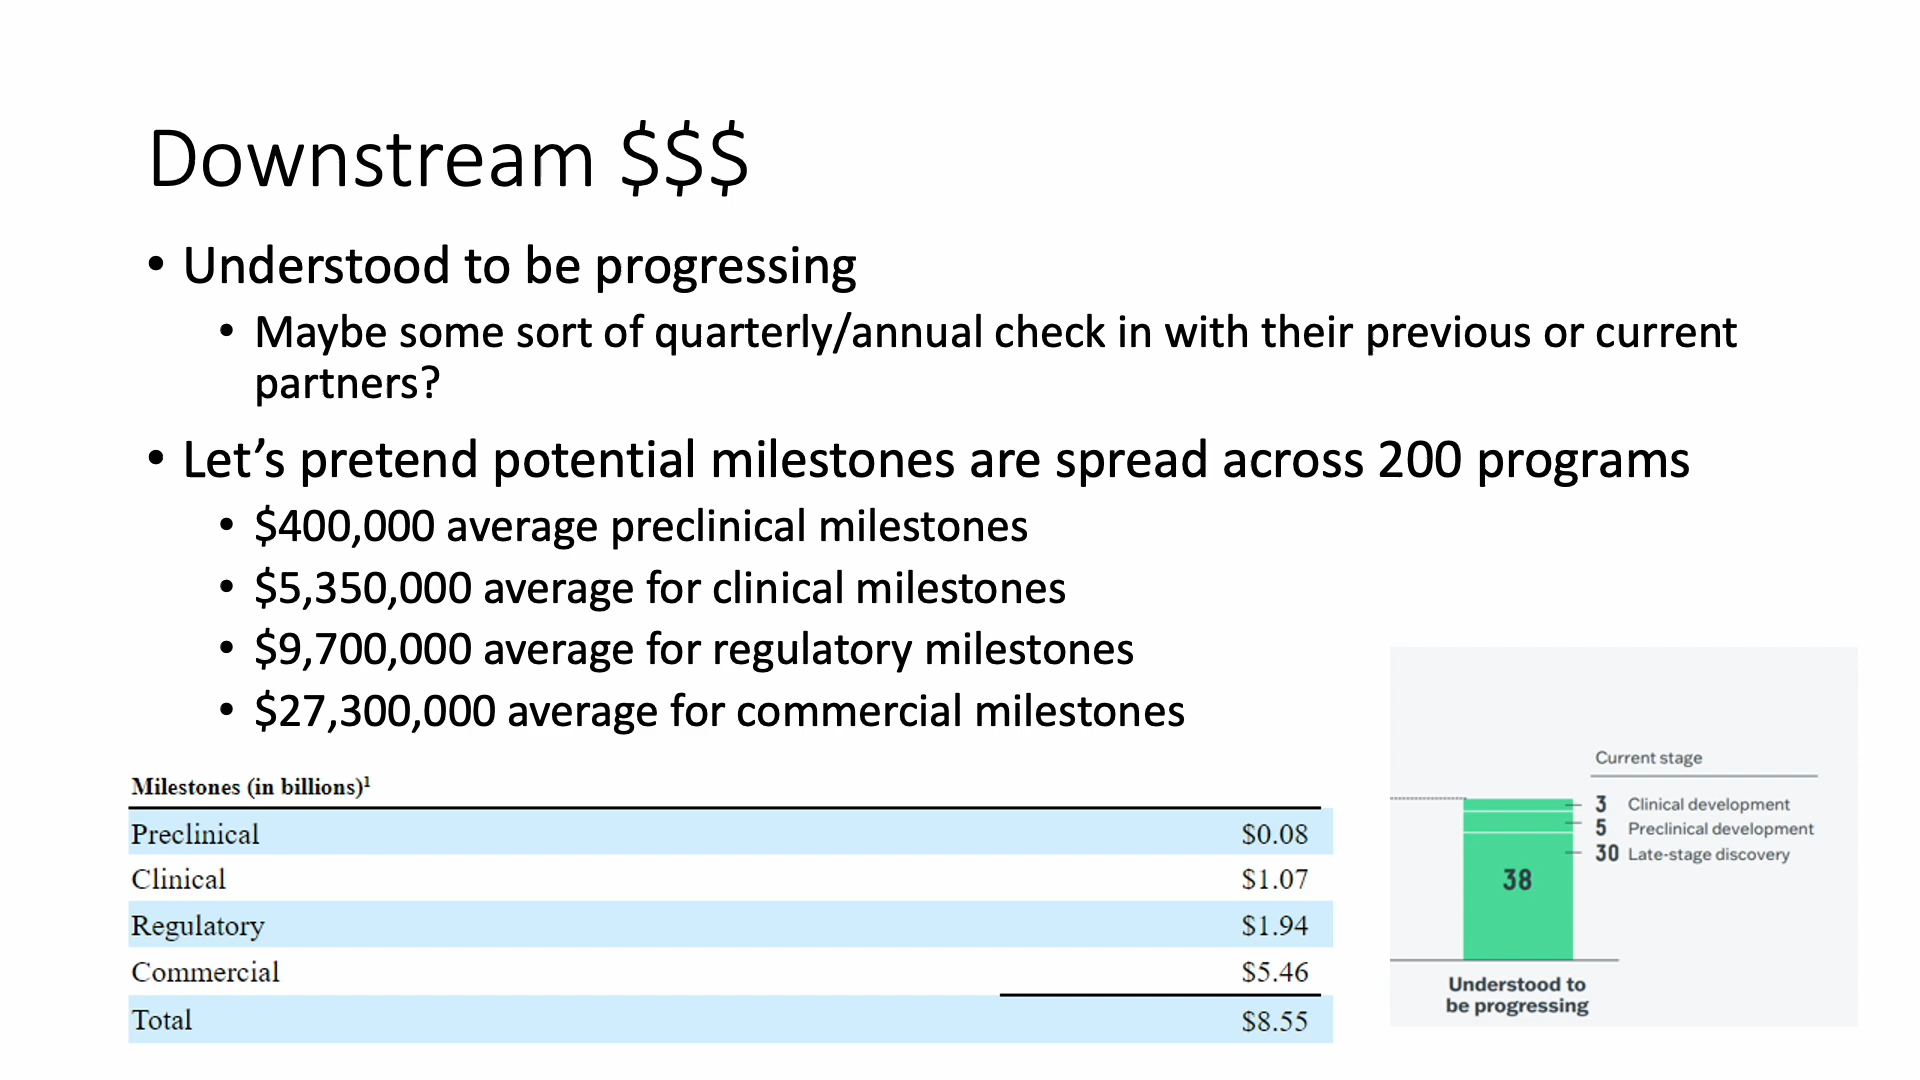 Downstream $$$
• Understood to be progressing
• Maybe some sort of quarterly/annual check in with their previous or current
partners?
• Let’s pretend potential milestones are spread across 200 programs
• $400,000 average preclinical milestones
• $5,350,000 average for clinical milestones
• $9,700,000 average for regulatory milestones
• $27,300,000 average for commercial milestones
Milestones (in billions)¹
Preclinical $0.08
Clinical $1.07
Regulatory $1.94
Commercial $5.46
Total $8.55
Current stage
3 Clinical development
5 Preclinical development
30 Late-stage discovery
38
Understood to
be progressing